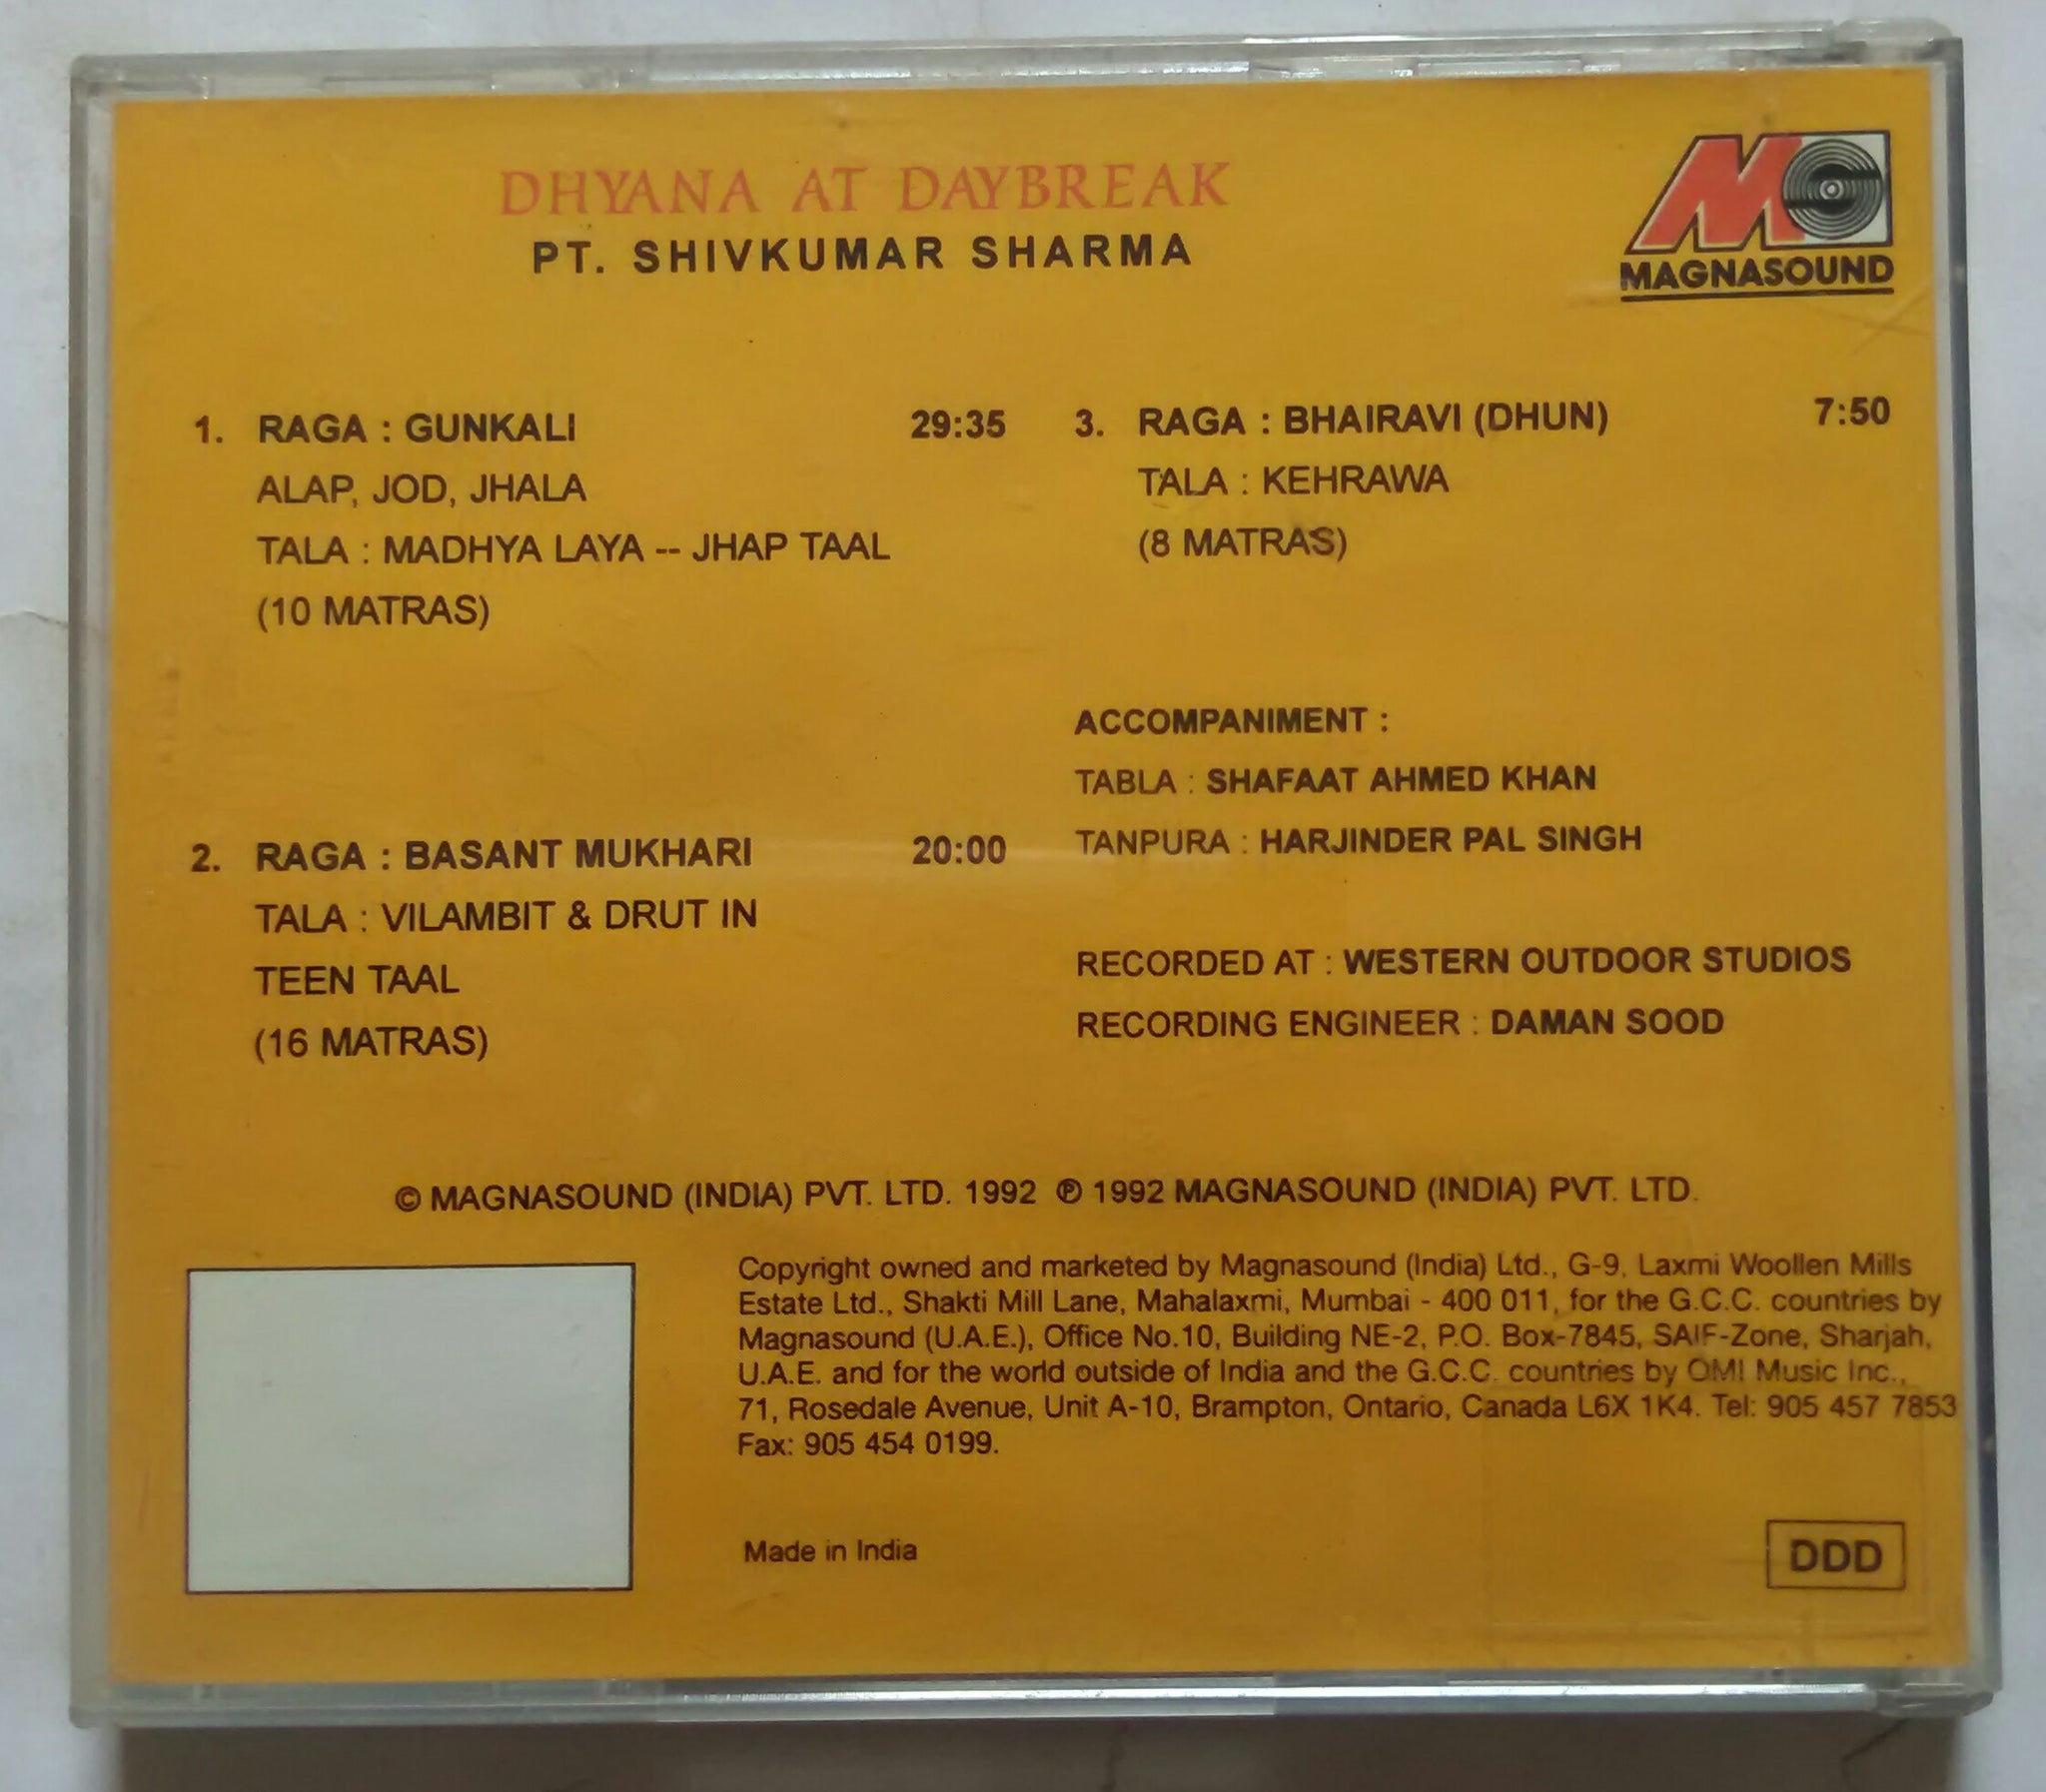 DHYANA AT DAYBREAK
PT. SHIVKUMAR SHARMA
MAGNASOUND
1. RAGA : GUNKALI 29:35
ALAP, JOD, JHALA
TALA : MADHYA LAYA -- JHAP TAAL
(10 MATRAS)
2. RAGA : BASANT MUKHARI 20:00
TALA : VILAMBIT & DRUT IN
TEEN TAAL
(16 MATRAS)
3. RAGA : BHAIRAVI (DHUN) 7:50
TALA : KEHRAWA
(8 MATRAS)
ACCOMPANIMENT :
TABLA : SHAFAAT AHMED KHAN
TANPURA : HARJINDER PAL SINGH
RECORDED AT : WESTERN OUTDOOR STUDIOS
RECORDING ENGINEER : DAMAN SOOD
© MAGNASOUND (INDIA) PVT. LTD. 1992 ℗ 1992 MAGNASOUND (INDIA) PVT. LTD.
Copyright owned and marketed by Magnasound (India) Ltd., G-9, Laxmi Woollen Mills
Estate Ltd., Shakti Mill Lane, Mahalaxmi, Mumbai - 400 011, for the G.C.C. countries by
Magnasound (U.A.E.), Office No.10, Building NE-2, P.O. Box-7845, SAIF-Zone, Sharjah,
U.A.E. and for the world outside of India and the G.C.C. countries by OMI Music Inc.,
71, Rosedale Avenue, Unit A-10, Brampton, Ontario, Canada L6X 1K4. Tel: 905 457 7853
Fax: 905 454 0199.
Made in India
DDD